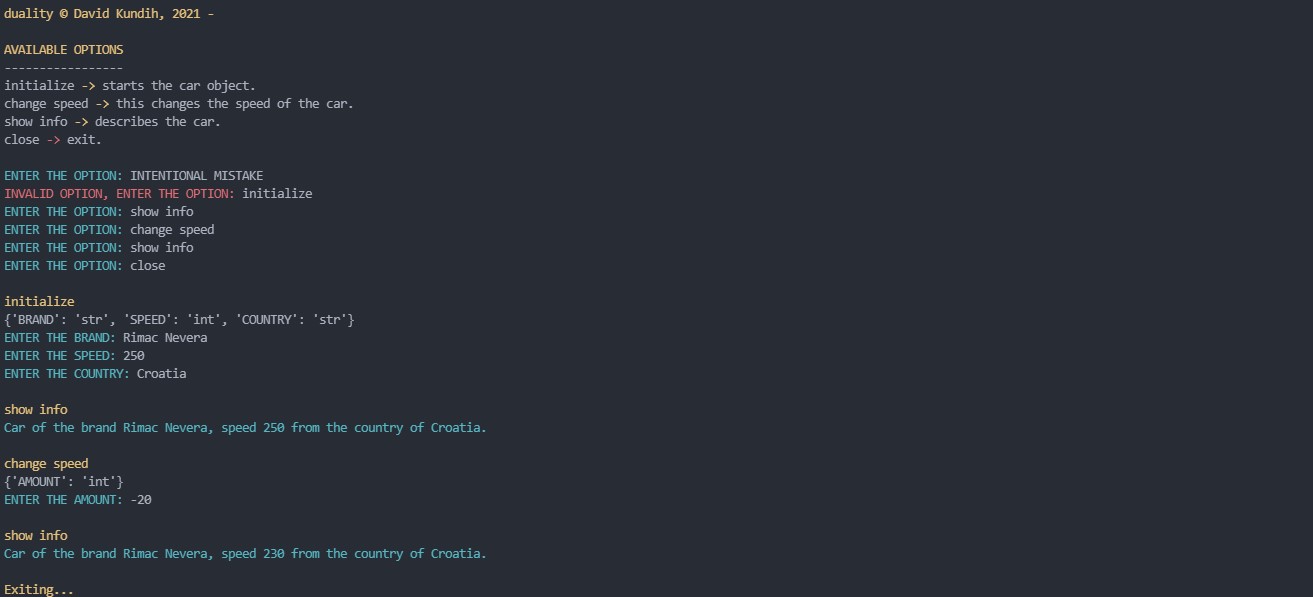 duality © David Kundih, 2021 -
AVAILABLE OPTIONS
-----------------
initialize -> starts the car object.
change speed -> this changes the speed of the car.
show info -> describes the car.
close -> exit.
ENTER THE OPTION: INTENTIONAL MISTAKE
INVALID OPTION, ENTER THE OPTION: initialize
ENTER THE OPTION: show info
ENTER THE OPTION: change speed
ENTER THE OPTION: show info
ENTER THE OPTION: close
initialize
{'BRAND': 'str', 'SPEED': 'int', 'COUNTRY': 'str'}
ENTER THE BRAND: Rimac Nevera
ENTER THE SPEED: 250
ENTER THE COUNTRY: Croatia
show info
Car of the brand Rimac Nevera, speed 250 from the country of Croatia.
change speed
{'AMOUNT': 'int'}
ENTER THE AMOUNT: -20
show info
Car of the brand Rimac Nevera, speed 230 from the country of Croatia.
Exiting...